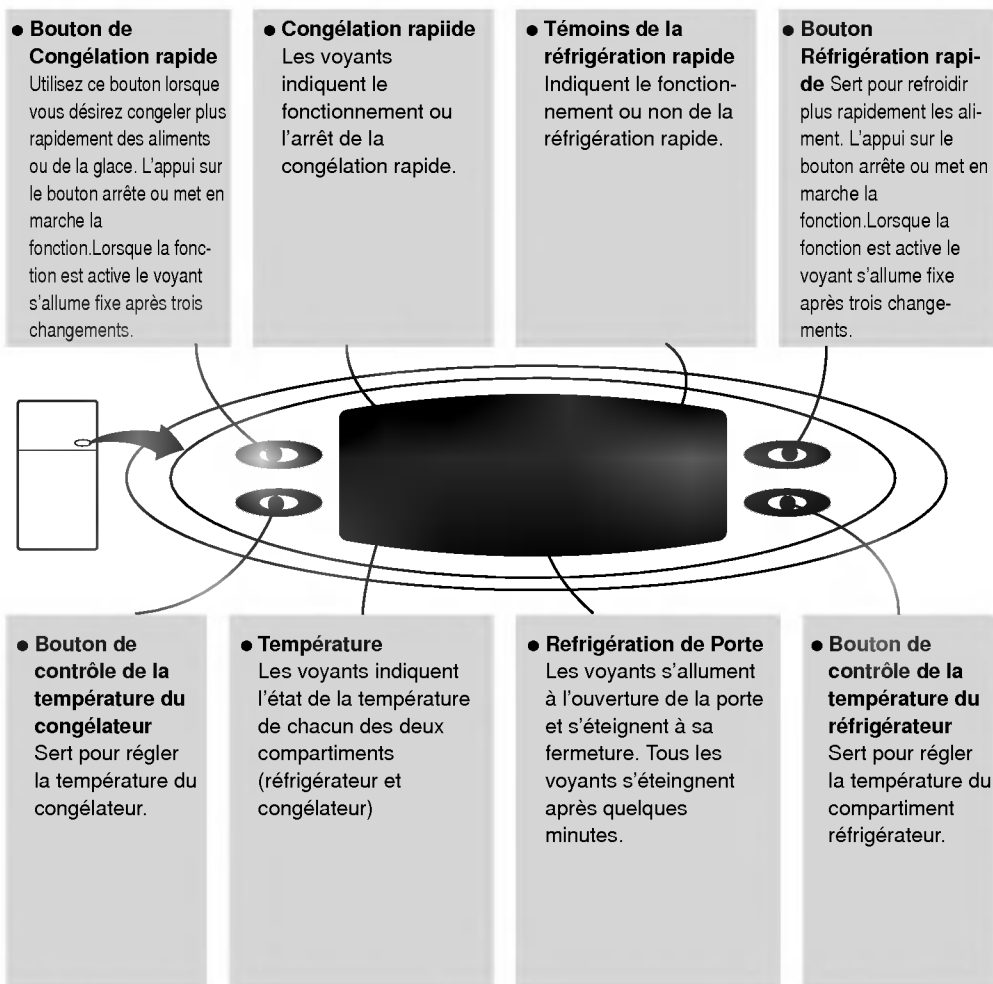 ● Bouton de
Congélation rapide
Utilisez ce bouton lorsque
vous désirez congeler plus
rapidement des aliments
ou de la glace. L'appui sur
le bouton arrête ou met en
marche la
fonction.Lorsque la fonc-
tion est active le voyant
s'allume fixe après trois
changements.
● Congélation rapiide
Les voyants
indiquent le
fonctionnement ou
l'arrêt de la
congélation rapide.
● Témoins de la
réfrigération rapide
Indiquent le fonction-
nement ou non de la
réfrigération rapide.
● Bouton
Réfrigération rapi-
de Sert pour refroidir
plus rapidement les ali-
ment. L'appui sur le
bouton arrête ou met en
marche la
fonction.Lorsque la
fonction est active le
voyant s'allume fixe
après trois change-
ments.
● Bouton de
contrôle de la
température du
congélateur
Sert pour régler
la température du
congélateur.
● Température
Les voyants indiquent
l'état de la température
de chacun des deux
compartiments
(réfrigérateur et
congélateur)
● Refrigération de Porte
Les voyants s'allument
à l'ouverture de la porte
et s'éteignent à sa
fermeture. Tous les
voyants s'éteingnent
après quelques
minutes.
● Bouton de
contrôle de la
température du
réfrigérateur
Sert pour régler
la température du
compartiment
réfrigérateur.